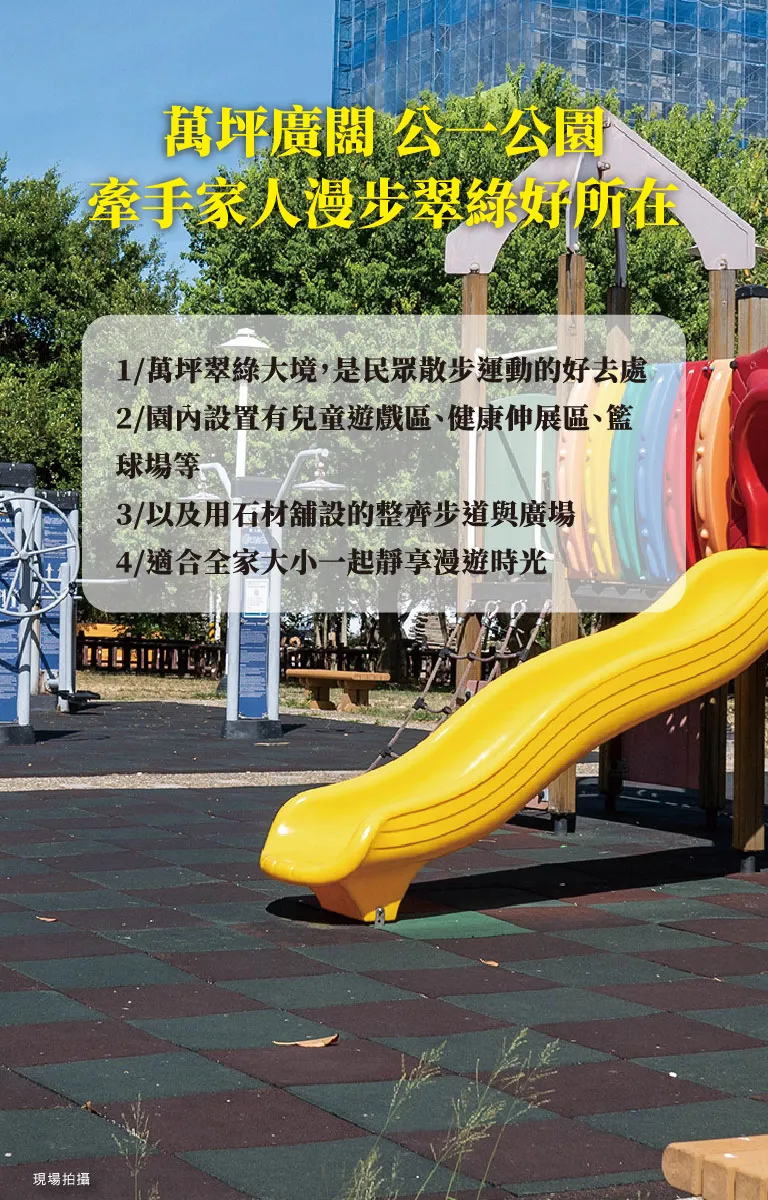 萬坪廣闊 公一公園
牽手家人漫步翠綠好所在
1/萬坪翠綠大境，是民眾散步運動的好去處
2/園內設置有兒童遊戲區、健康伸展區、籃
球場等
3/以及用石材舖設的整齊步道與廣場
4/適合全家大小一起靜享漫遊時光
現場拍攝